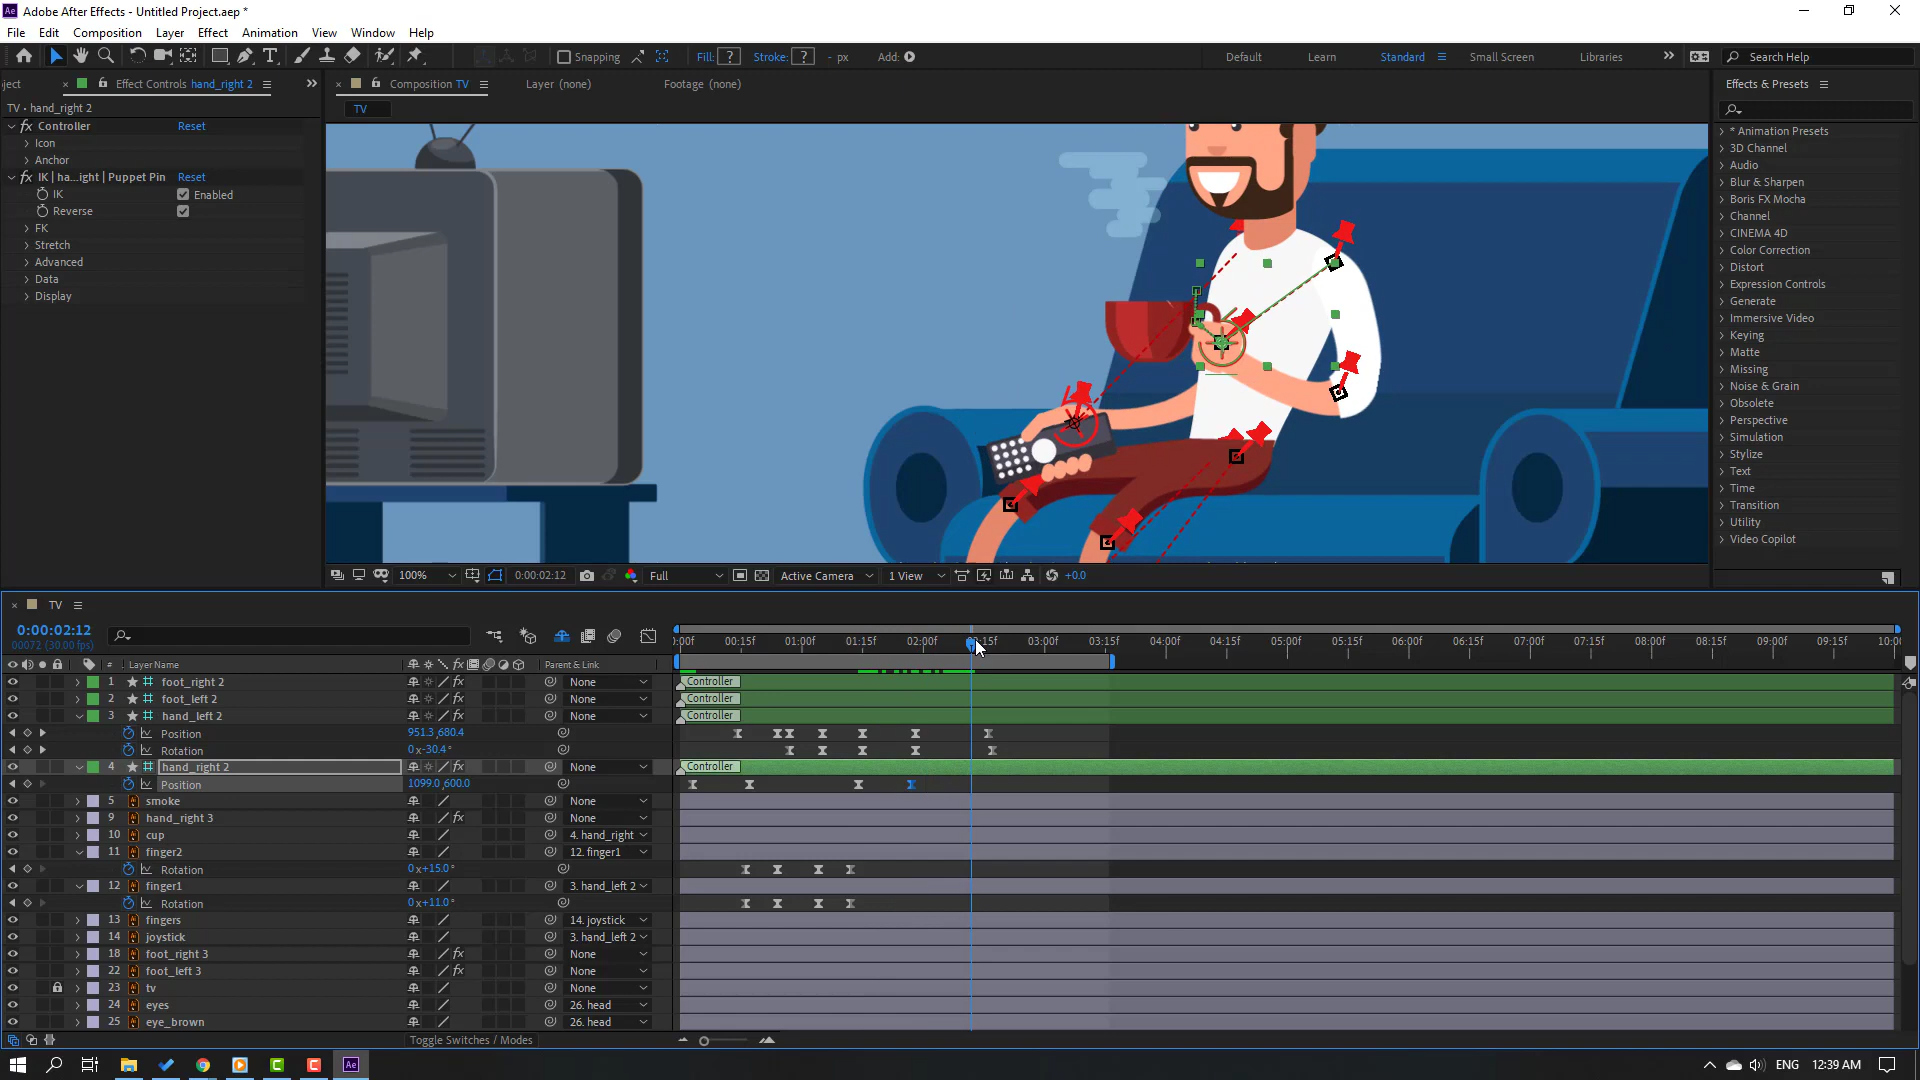 Adobe After Effects - Untitled Project.aep *
File Edit Composition Layer Effect Animation View Window Help
Snapping Fill: ? Stroke: ? - px Add: Default Learn Standard Small Screen Libraries Search Help
ject Effect Controls hand_right 2 Composition TV Layer (none) Footage (none) Effects & Presets
TV • hand_right 2
TV
Controller Reset
Icon
Anchor
IK | ha...ight | Puppet Pin Reset
IK Enabled
Reverse
FK
Stretch
Advanced
Data
Display
* Animation Presets
3D Channel
Audio
Blur & Sharpen
Boris FX Mocha
Channel
CINEMA 4D
Color Correction
Distort
Expression Controls
Generate
Immersive Video
Keying
Matte
Missing
Noise & Grain
Obsolete
Perspective
Simulation
Stylize
Text
Time
Transition
Utility
Video Copilot
100% 0:00:02:12 Full Active Camera 1 View +0.0
TV
0:00:02:12
00072 (30.00 fps)
:00f 00:15f 01:00f 01:15f 02:00f 02:15f 03:00f 03:15f 04:00f 04:15f 05:00f 05:15f 06:00f 06:15f 07:00f 07:15f 08:00f 08:15f 09:00f 09:15f 10:0
# Layer Name Parent & Link
1 foot_right 2 None Controller
2 foot_left 2 None Controller
3 hand_left 2 None Controller
Position 951.3,680.4
Rotation 0x-30.4°
4 hand_right 2 None Controller
Position 1099.0,600.0
5 smoke None
9 hand_right 3 None
10 cup 4. hand_right
11 finger2 12. finger1
Rotation 0x+15.0°
12 finger1 3. hand_left 2
Rotation 0x+11.0°
13 fingers 14. joystick
14 joystick 3. hand_left 2
18 foot_right 3 None
22 foot_left 3 None
23 tv None
24 eyes 26. head
25 eye_brown 26. head
Toggle Switches / Modes
ENG 12:39 AM